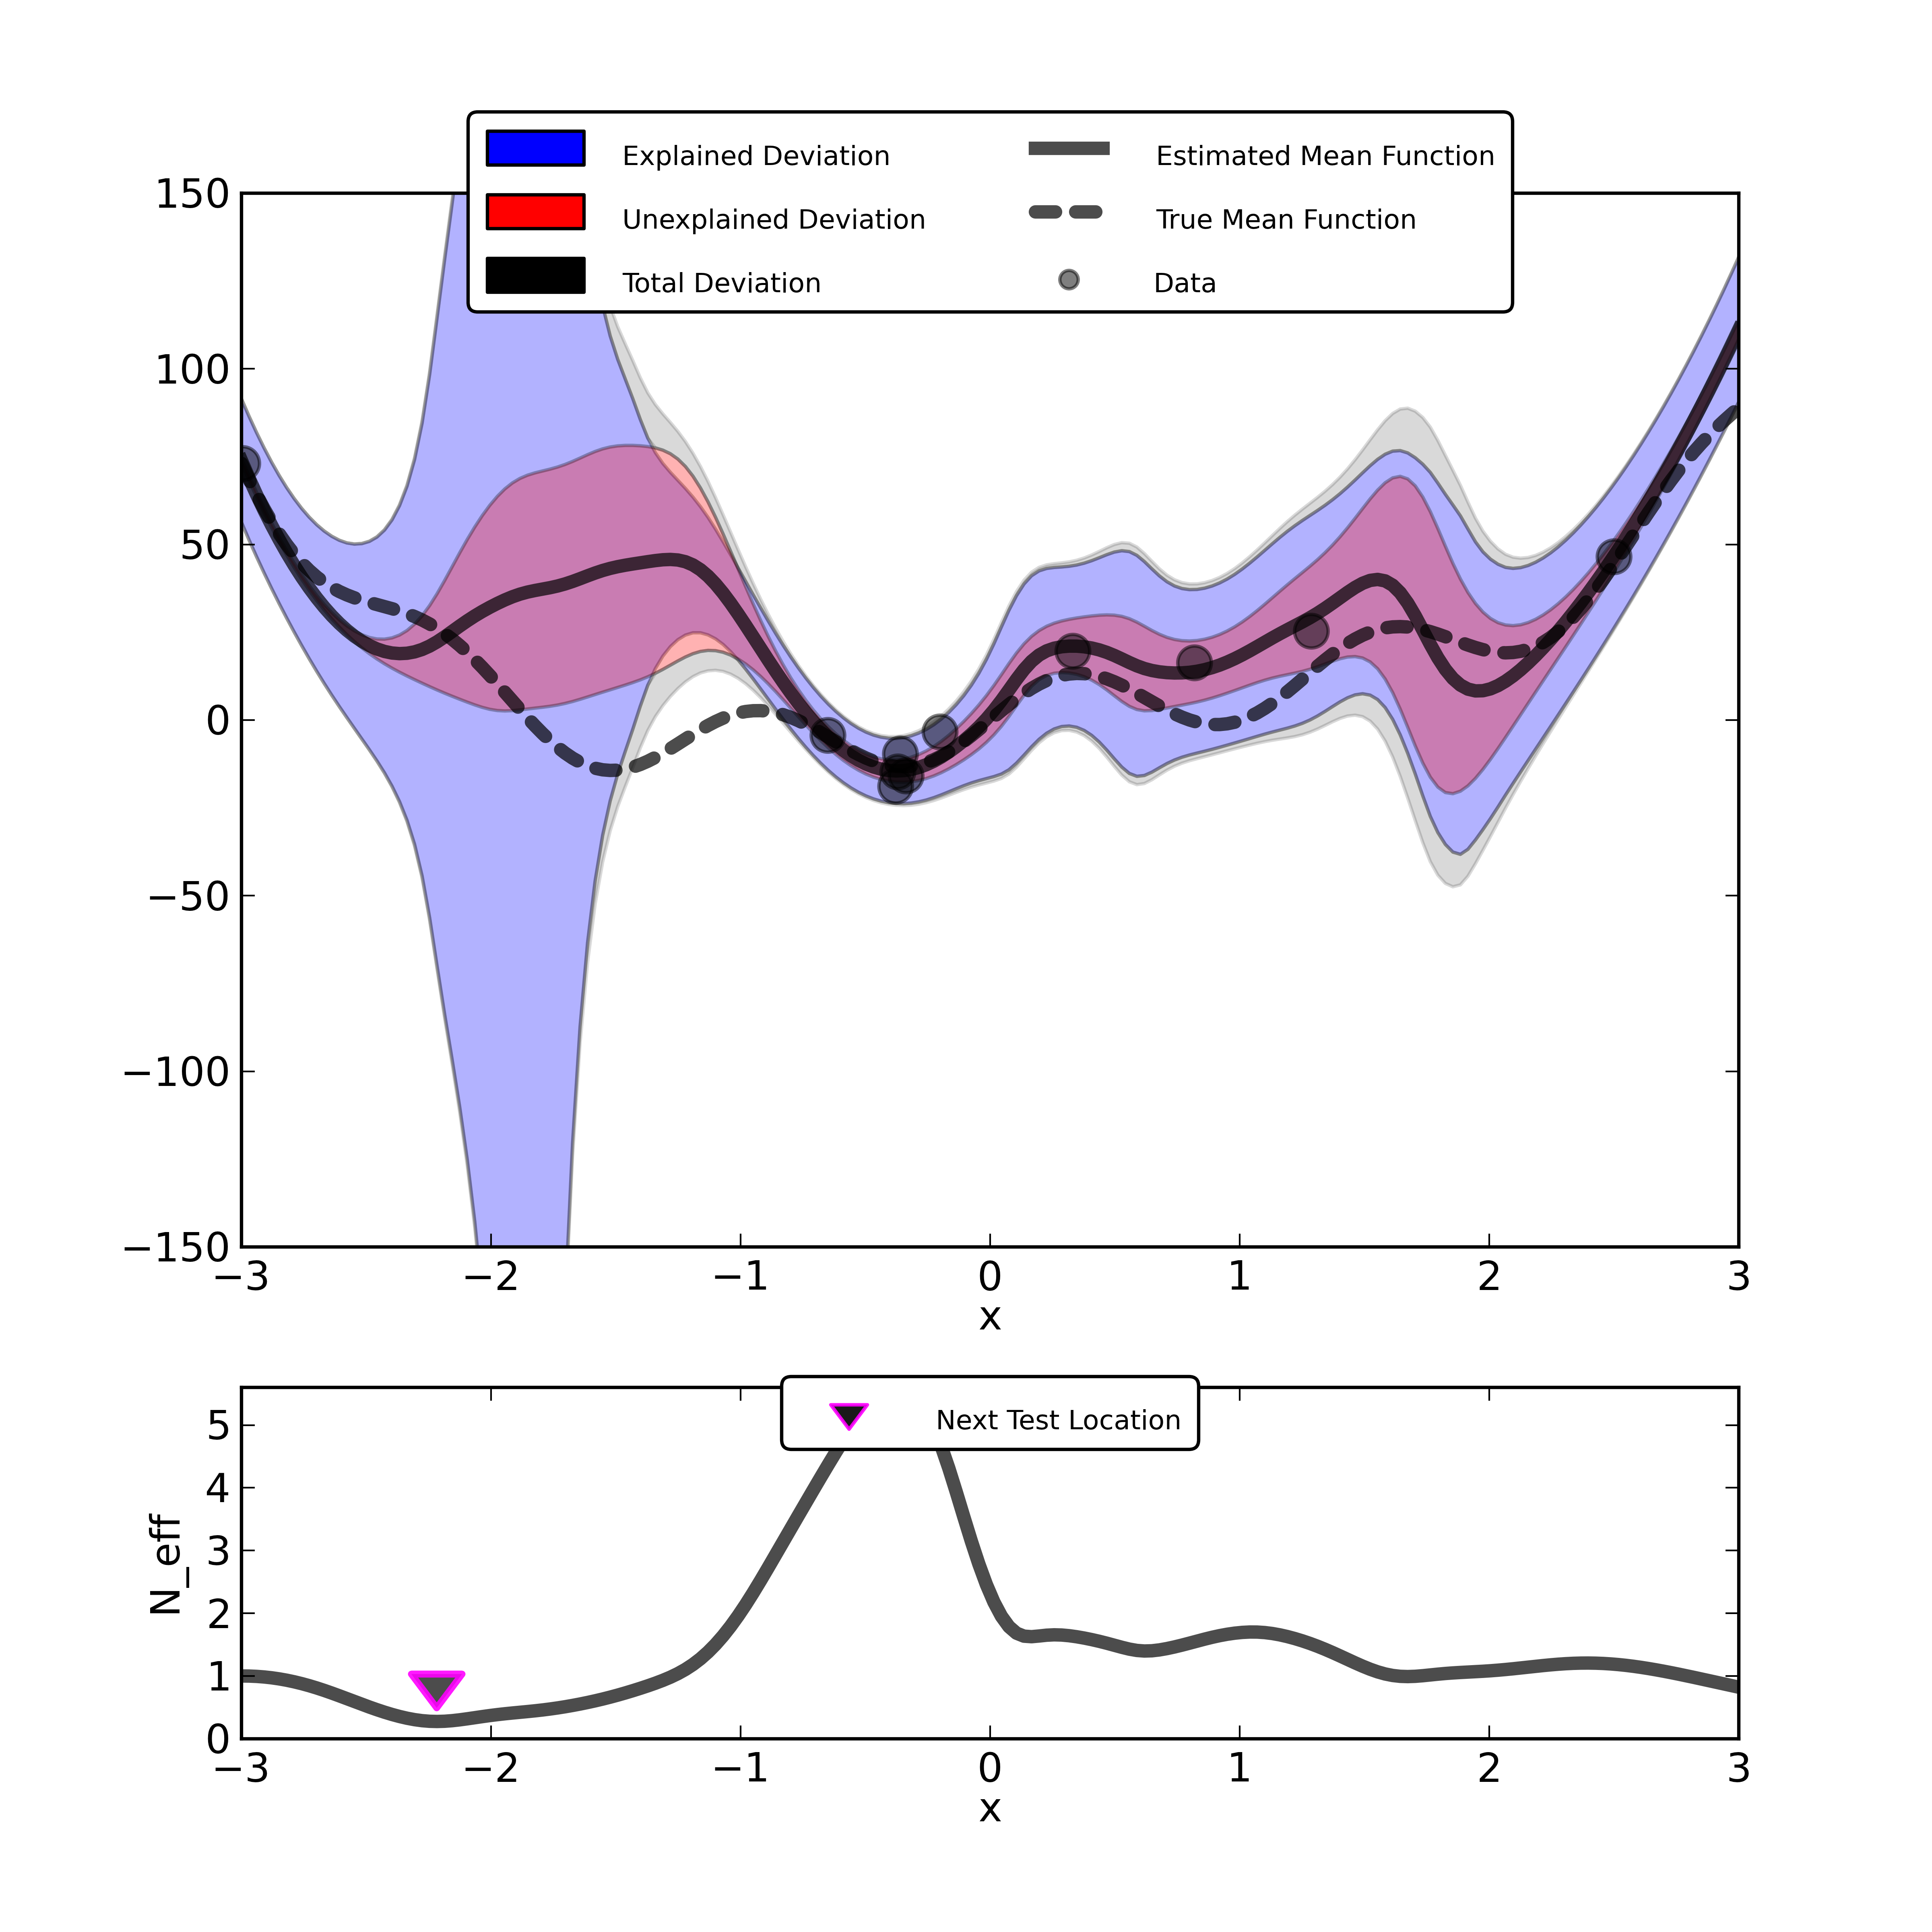 Explained Deviation
Unexplained Deviation
Total Deviation
Estimated Mean Function
True Mean Function
Data
150
100
50
0
−50
−100
−150
−3 −2 −1 0 1 2 3
x
Next Test Location
N_eff
5
4
3
2
1
0
−3 −2 −1 0 1 2 3
x